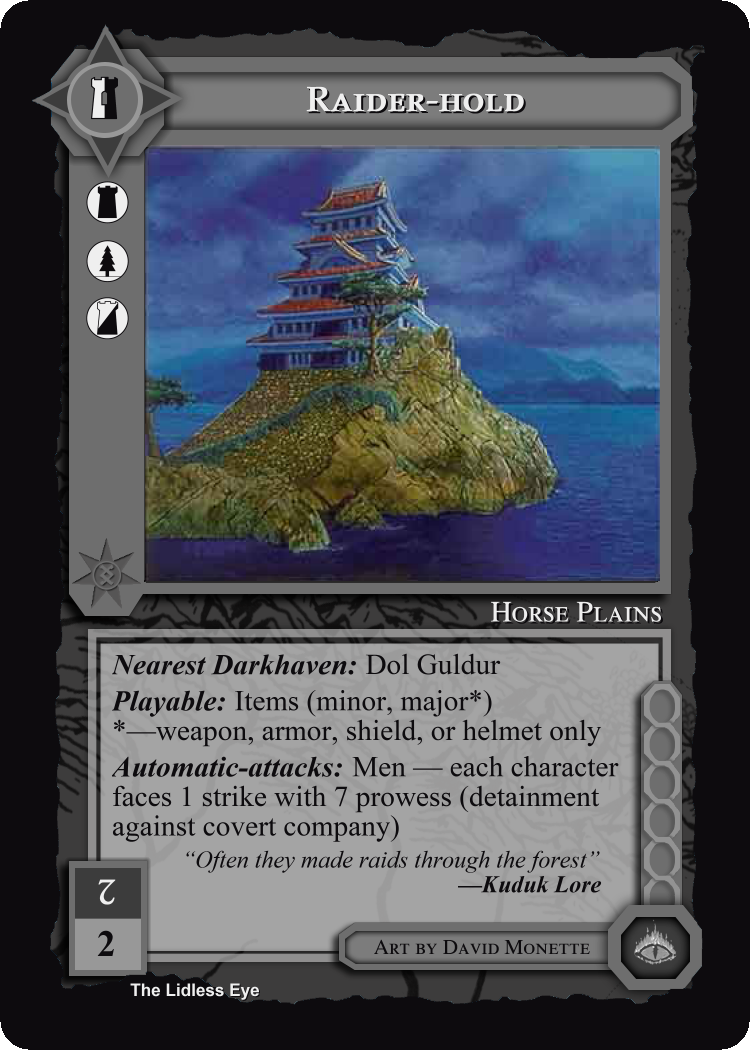 Raider-hold
Horse Plains
Nearest Darkhaven: Dol Guldur
Playable: Items (minor, major*)
*—weapon, armor, shield, or helmet only
Automatic-attacks: Men — each character
faces 1 strike with 7 prowess (detainment
against covert company)
“Often they made raids through the forest”
—Kuduk Lore
2
2
Art by David Monette
The Lidless Eye